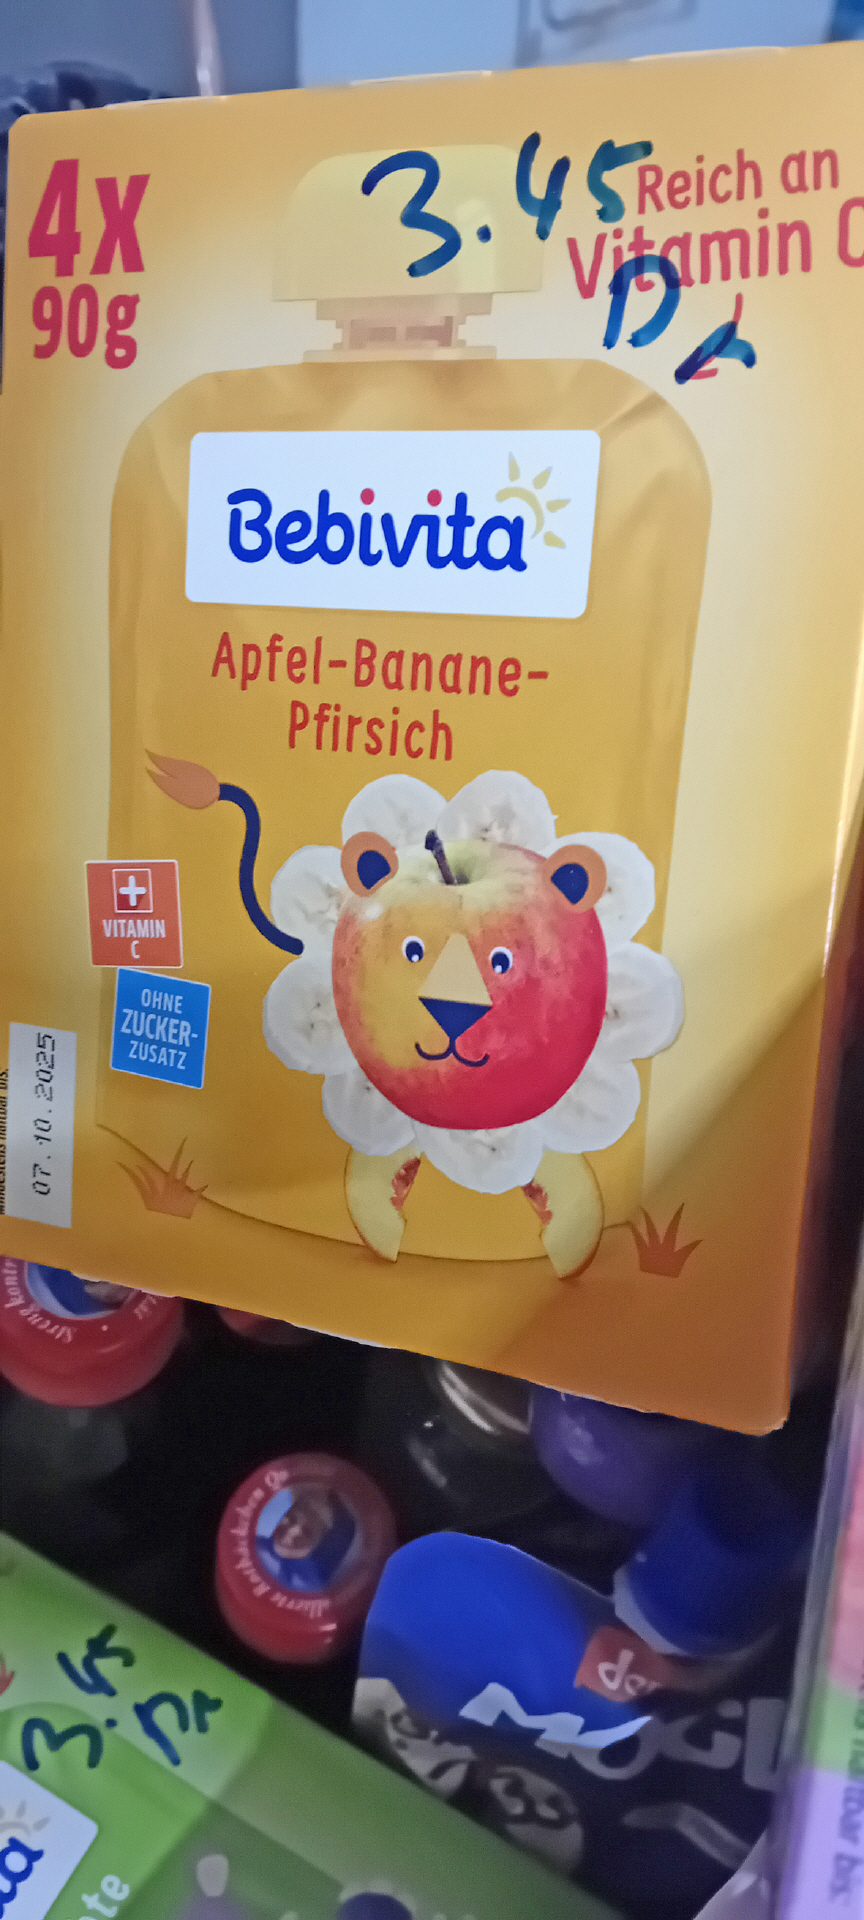 4x
90g
3.45
Reich an
Vitamin C
Bebivita
Apfel-Banane-
Pfirsich
VITAMIN
C
OHNE
ZUCKER-
ZUSATZ
07.10.2025
3.45